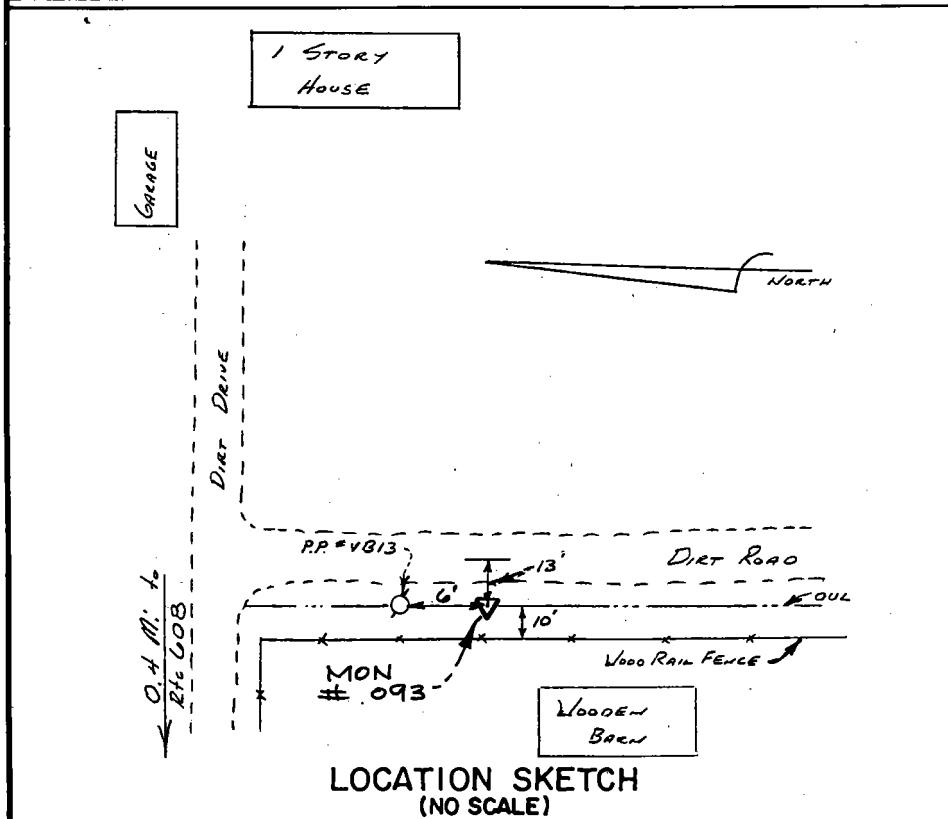 1 STORY
HOUSE
GARAGE
NORTH
DIRT DRIVE
P.P. # VB13
13'
DIRT ROAD
6'
OUL
10'
0.4 Mi. to
Rte 608
WOOD RAIL FENCE
MON
# 093
WOODEN
BARN
LOCATION SKETCH
(NO SCALE)